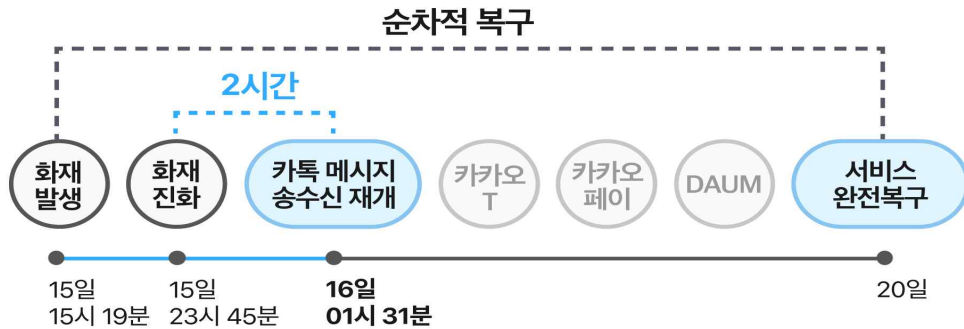 순차적 복구
2시간
화재
발생
화재
진화
카톡 메시지
송수신 재개
카카오
T
카카오
페이
DAUM
서비스
완전복구
15일
15시 19분
15일
23시 45분
16일
01시 31분
20일